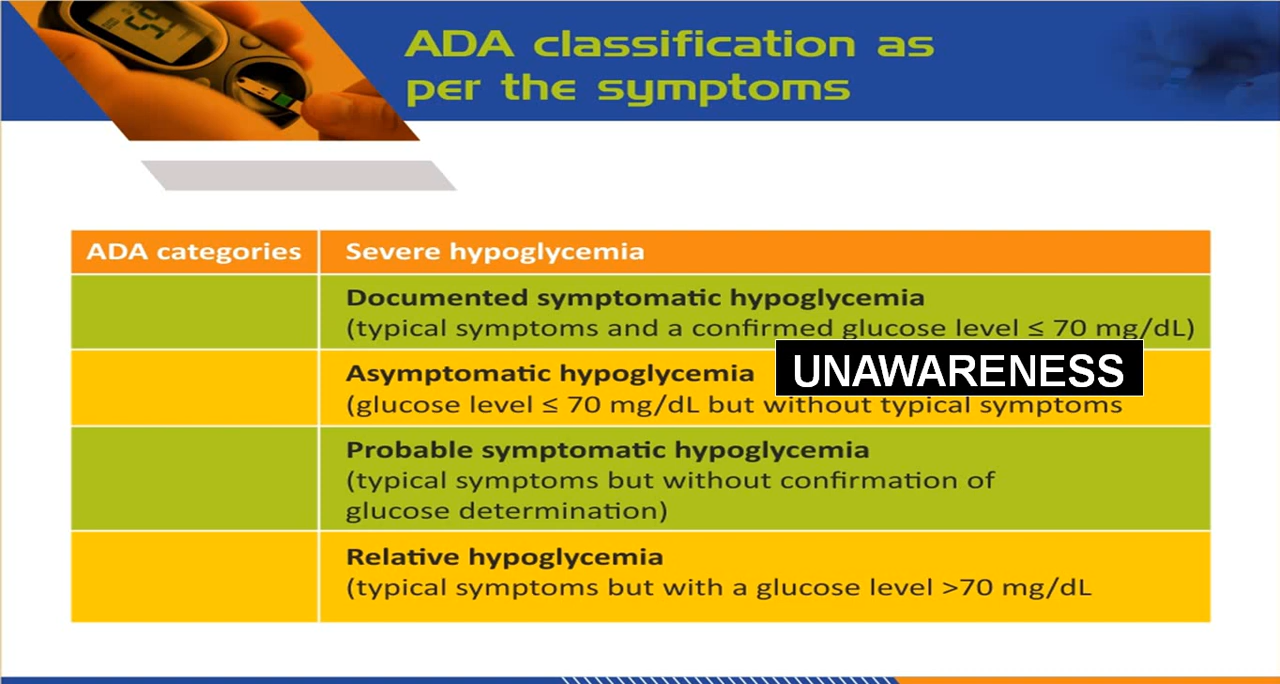 ADA classification as
per the symptoms
ADA categories
Severe hypoglycemia
Documented symptomatic hypoglycemia
(typical symptoms and a confirmed glucose level ≤ 70 mg/dL)
Asymptomatic hypoglycemia
UNAWARENESS
(glucose level ≤ 70 mg/dL but without typical symptoms
Probable symptomatic hypoglycemia
(typical symptoms but without confirmation of
glucose determination)
Relative hypoglycemia
(typical symptoms but with a glucose level >70 mg/dL